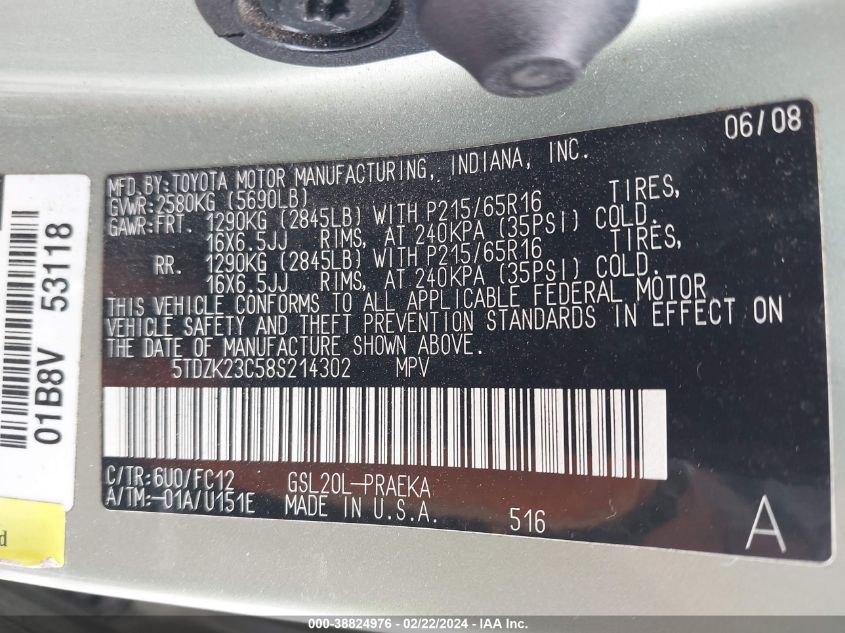 06/08
MFD.BY:TOYOTA MOTOR MANUFACTURING, INDIANA, INC.
GVWR:2580KG (5690LB)
GAWR:FRT. 1290KG (2845LB) WITH P215/65R16 TIRES,
16X6.5JJ RIMS, AT 240KPA (35PSI) COLD.
RR. 1290KG (2845LB) WITH P215/65R16 TIRES,
16X6.5JJ RIMS, AT 240KPA (35PSI) COLD.
THIS VEHICLE CONFORMS TO ALL APPLICABLE FEDERAL MOTOR
VEHICLE SAFETY AND THEFT PREVENTION STANDARDS IN EFFECT ON
THE DATE OF MANUFACTURE SHOWN ABOVE.
5TDZK23C58S214302 MPV
C/TR:6U0/FC12 GSL20L-PRAEKA
A/TM:-01A/U151E MADE IN U.S.A. 516
A
01B8V 53118
000-38824976 - 02/22/2024 - IAA Inc.